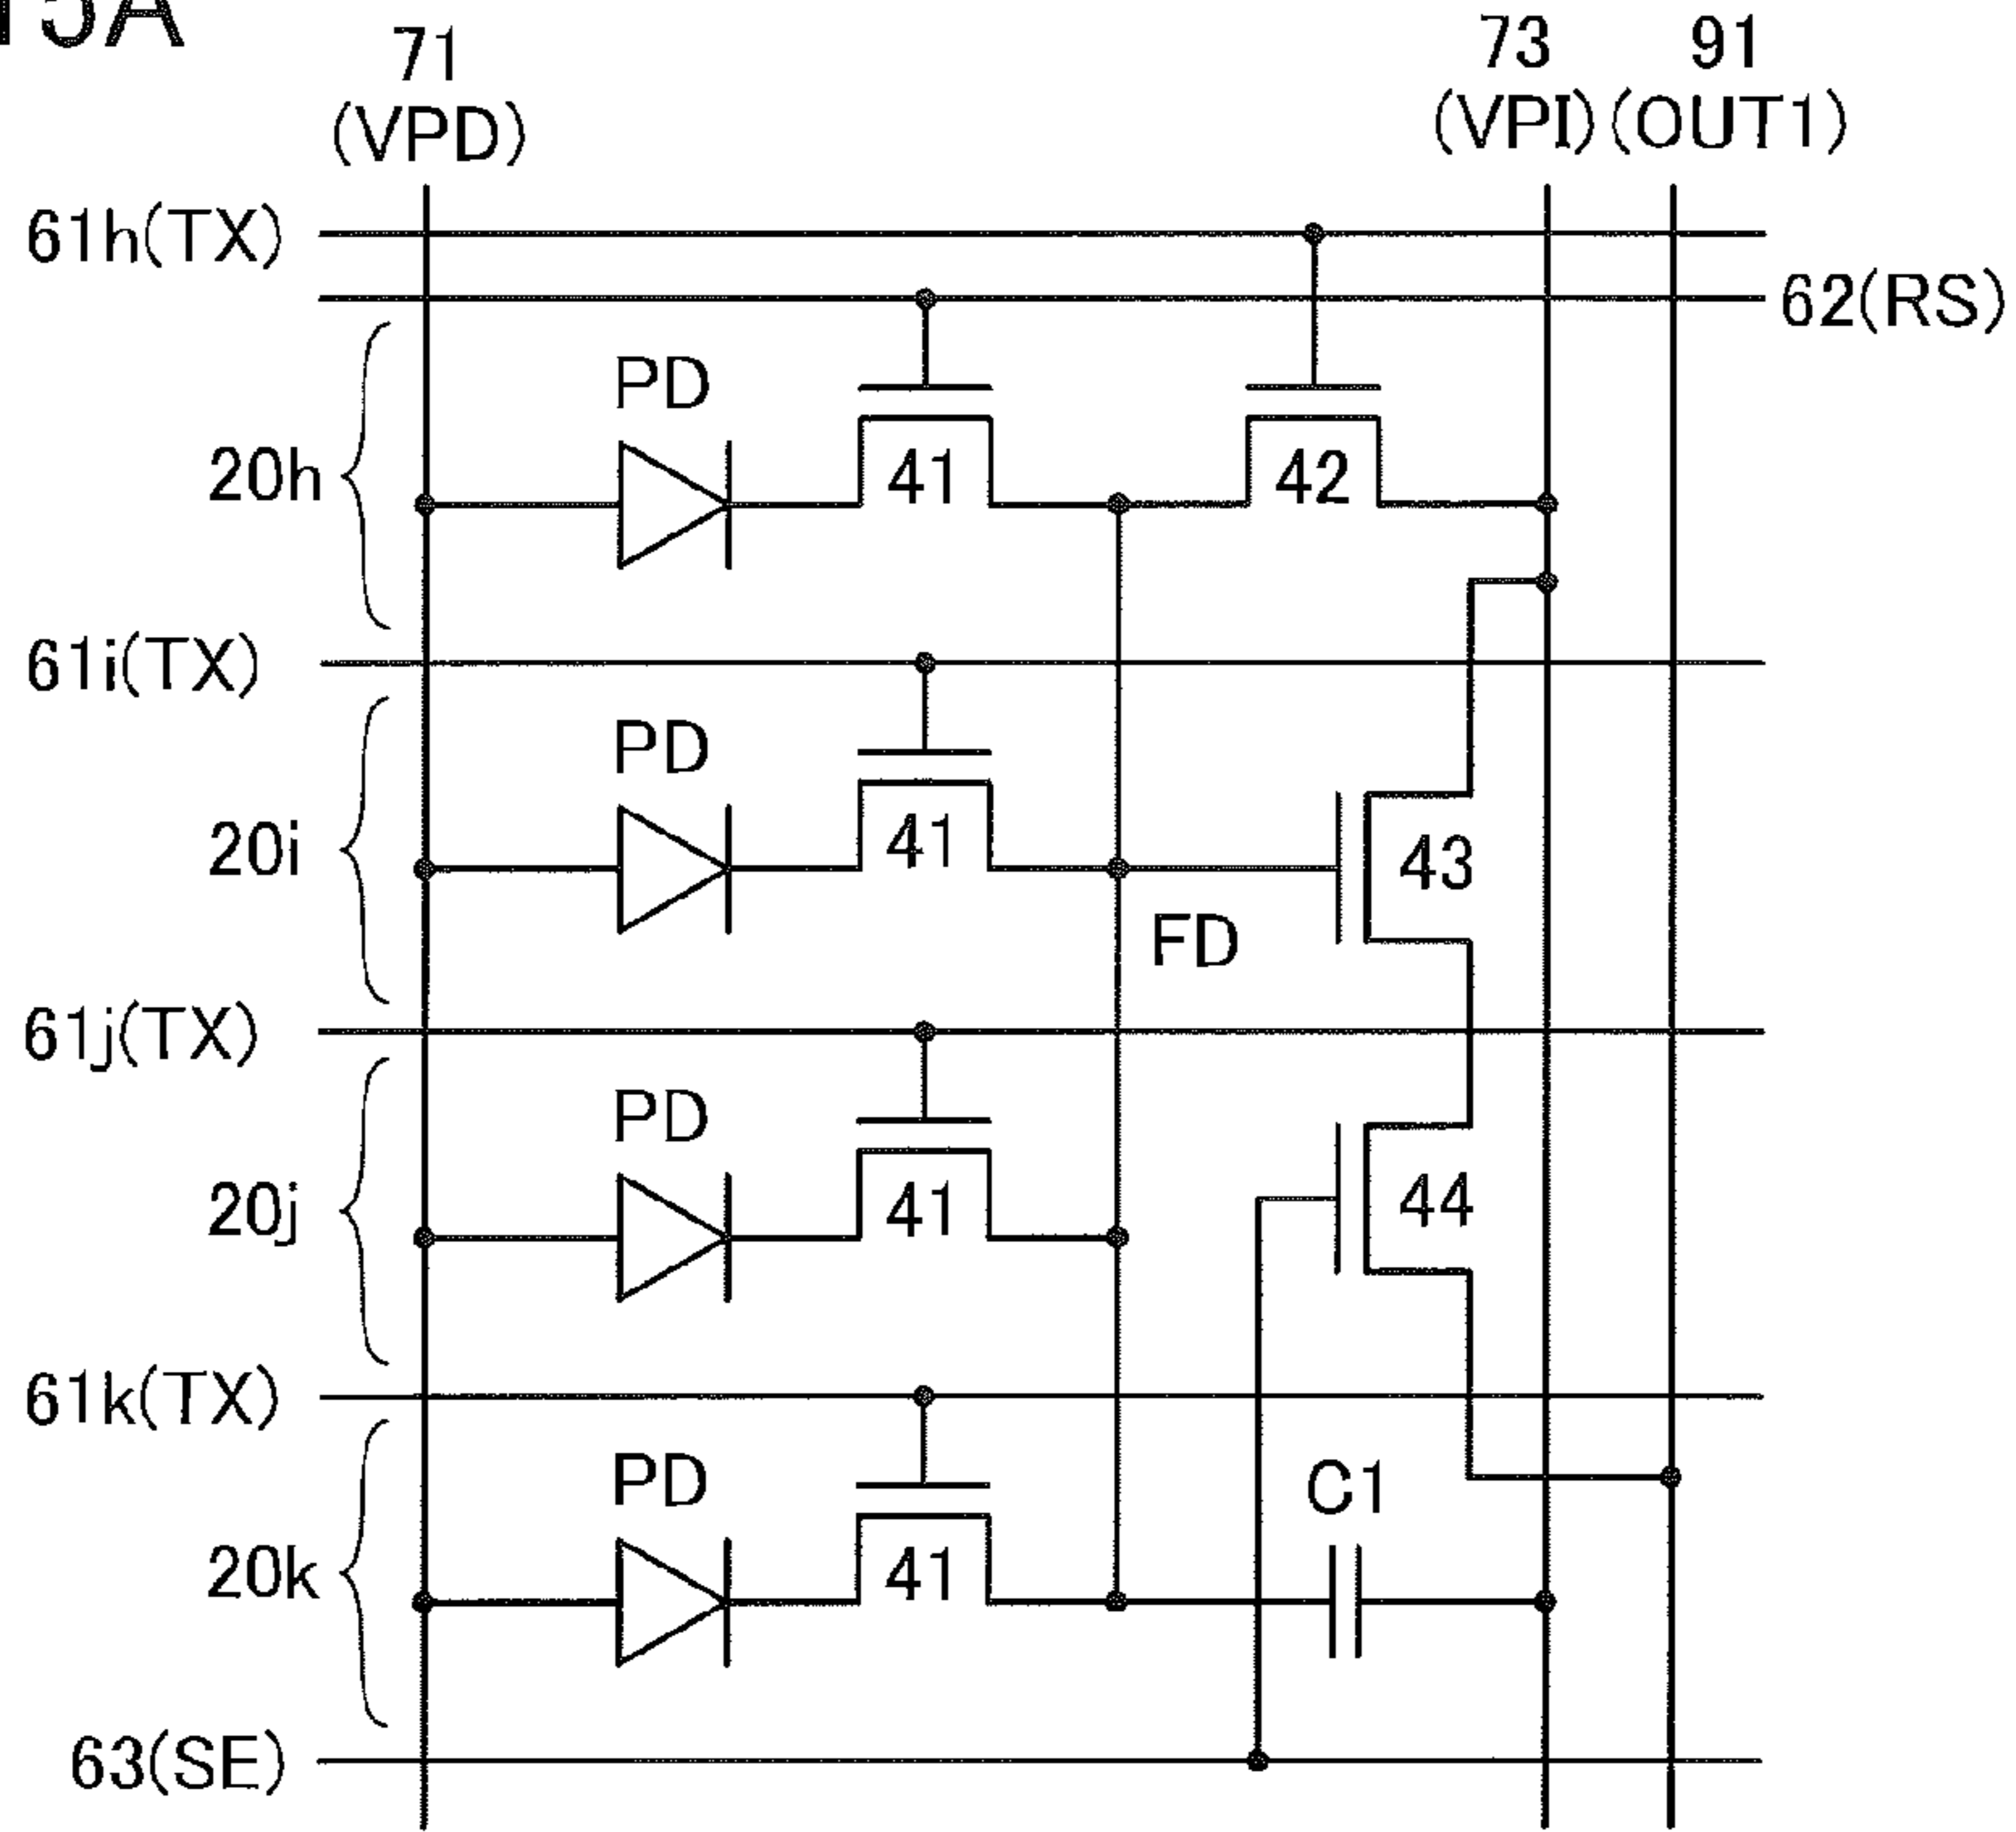 15A
71
(VPD)
73
(VPI)
91
(OUT1)
61h(TX)
62(RS)
PD
20h
41
42
61i(TX)
PD
20i
41
43
FD
61j(TX)
PD
20j
41
44
61k(TX)
PD
C1
20k
41
63(SE)